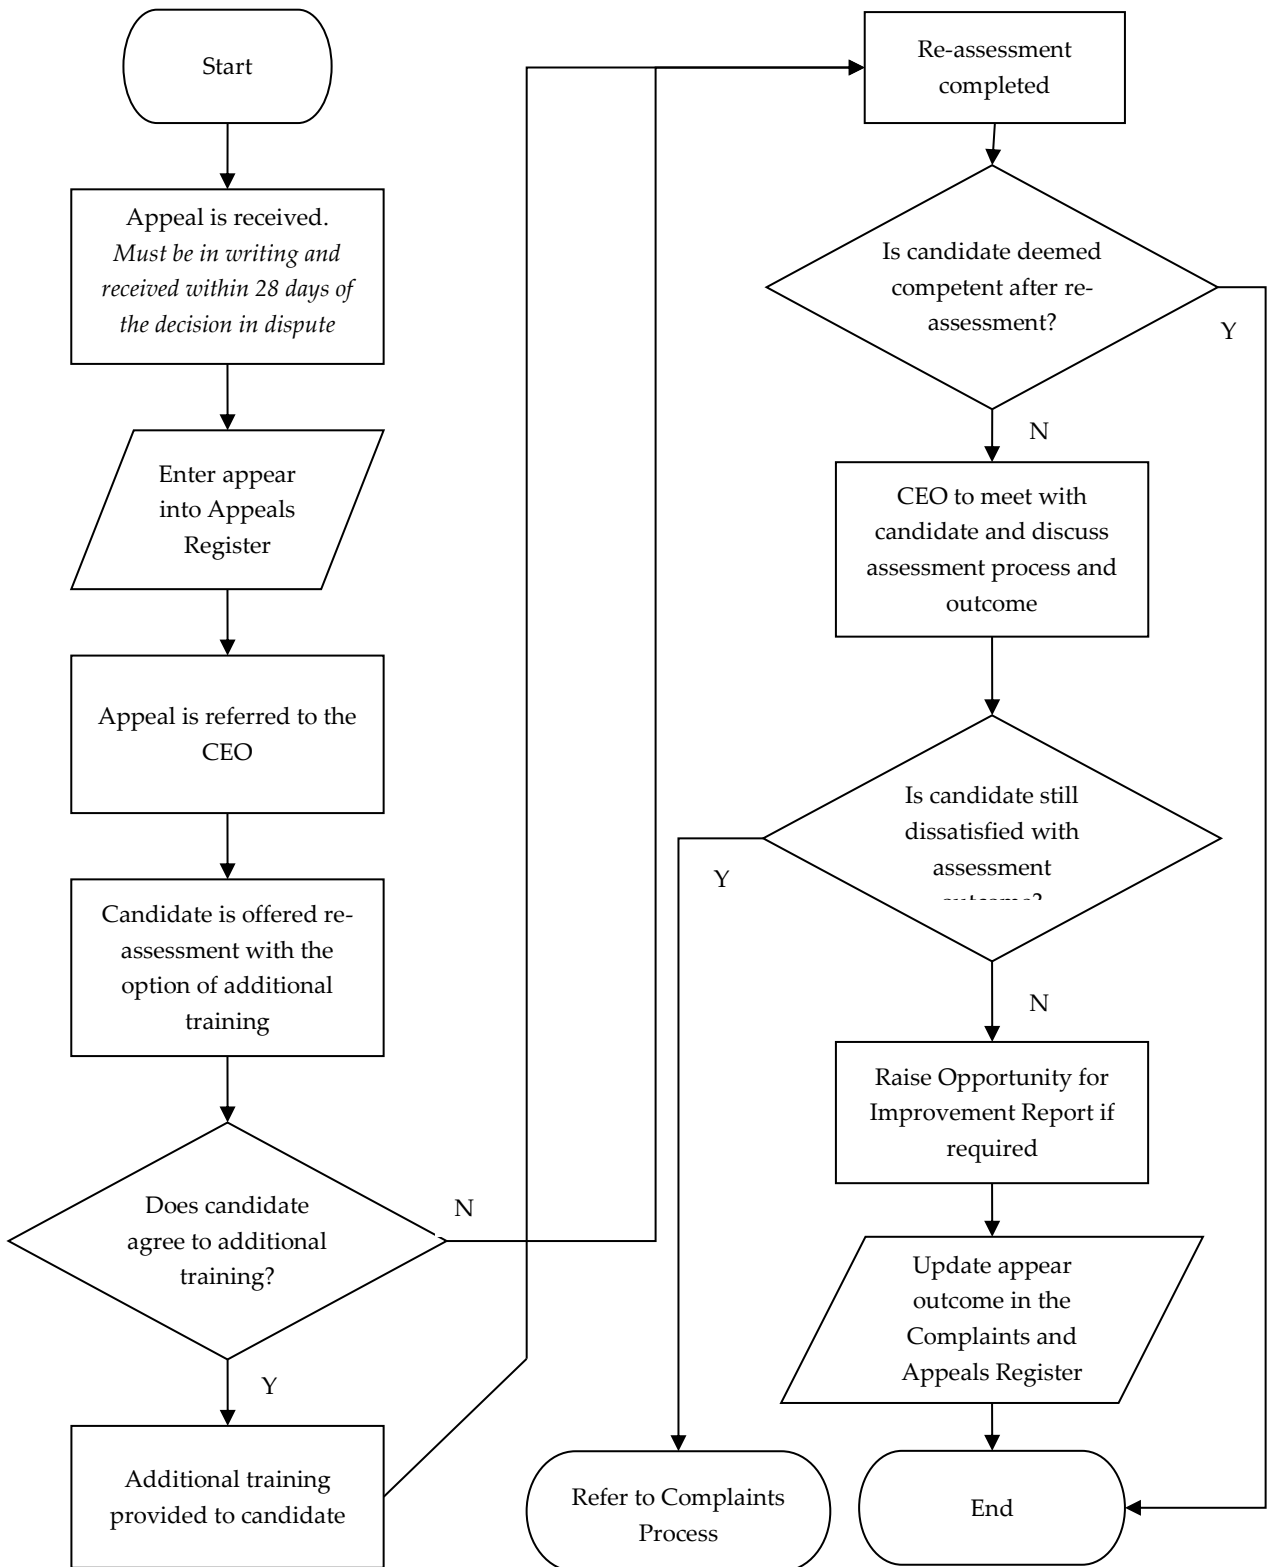 Start
Appeal is received.
Must be in writing and
received within 28 days of
the decision in dispute
Enter appear
into Appeals
Register
Appeal is referred to the
CEO
Candidate is offered re-
assessment with the
option of additional
training
Does candidate
agree to additional
training?
N
Y
Additional training
provided to candidate
Re-assessment
completed
Is candidate deemed
competent after re-
assessment?
Y
N
CEO to meet with
candidate and discuss
assessment process and
outcome
Is candidate still
dissatisfied with
assessment
outcome?
Y
N
Raise Opportunity for
Improvement Report if
required
Update appear
outcome in the
Complaints and
Appeals Register
Refer to Complaints
Process
End